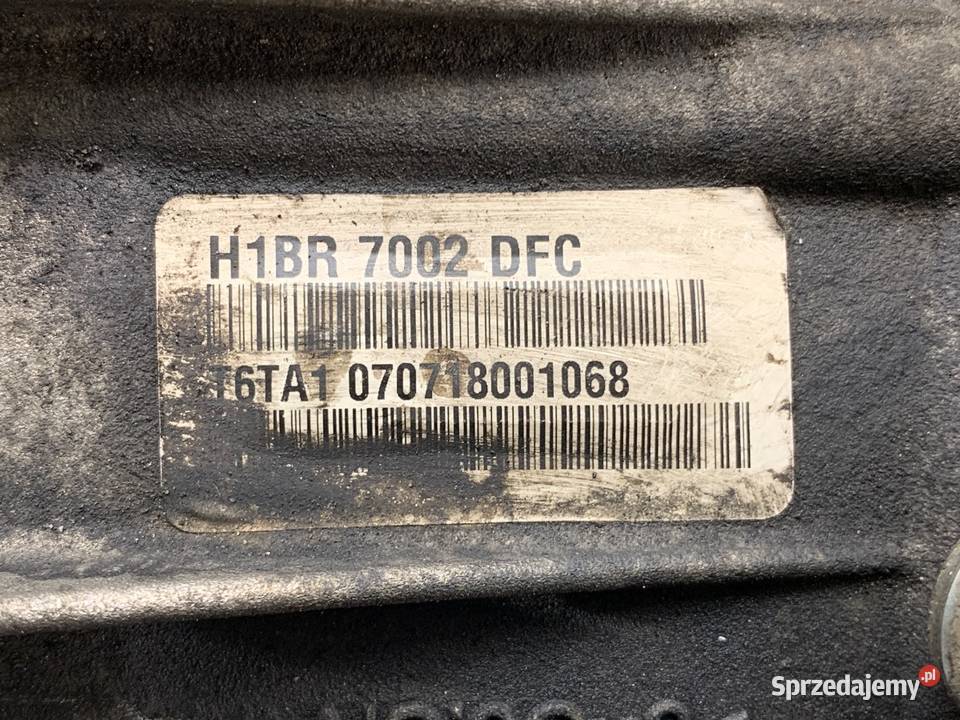 H1BR 7002 DFC
T6TA1 070718001068
Sprzedajemy.pl